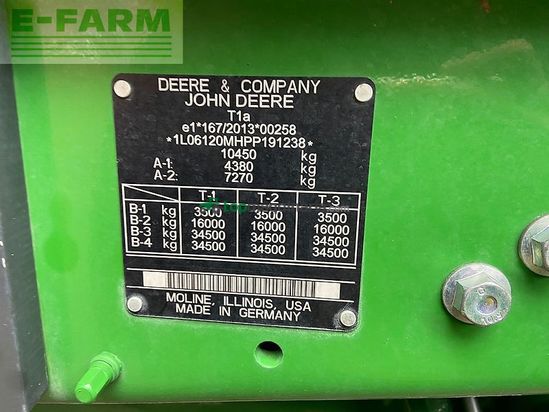 E-FARM
DEERE & COMPANY
JOHN DEERE
T1a
e1*167/2013*00258
*1L06120MHPP191238*
10450 kg
A-1: 4380 kg
A-2: 7270 kg
T-1 T-2 T-3
B-1 kg 3500 3500 3500
B-2 kg 16000 16000 16000
B-3 kg 34500 34500 34500
B-4 kg 34500 34500 34500
MOLINE, ILLINOIS, USA
MADE IN GERMANY